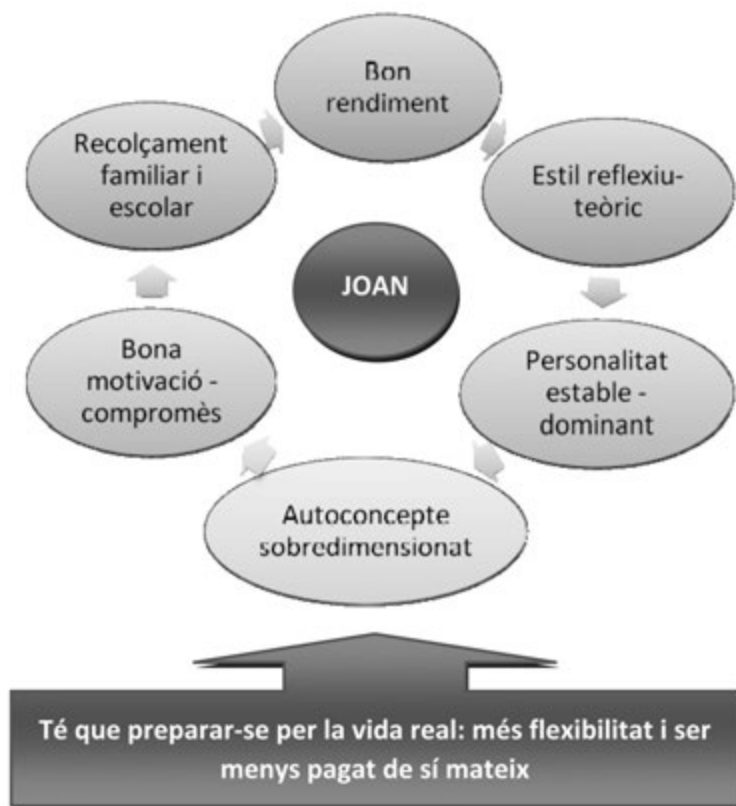 Bon
rendiment
Estil reflexiu-
teòric
Personalitat
estable -
dominant
Autoconcepte
sobredimensionat
Bona
motivació -
compromès
Recolçament
familiar i
escolar
JOAN
Té que preparar-se per la vida real: més flexibilitat i ser
menys pagat de sí mateix